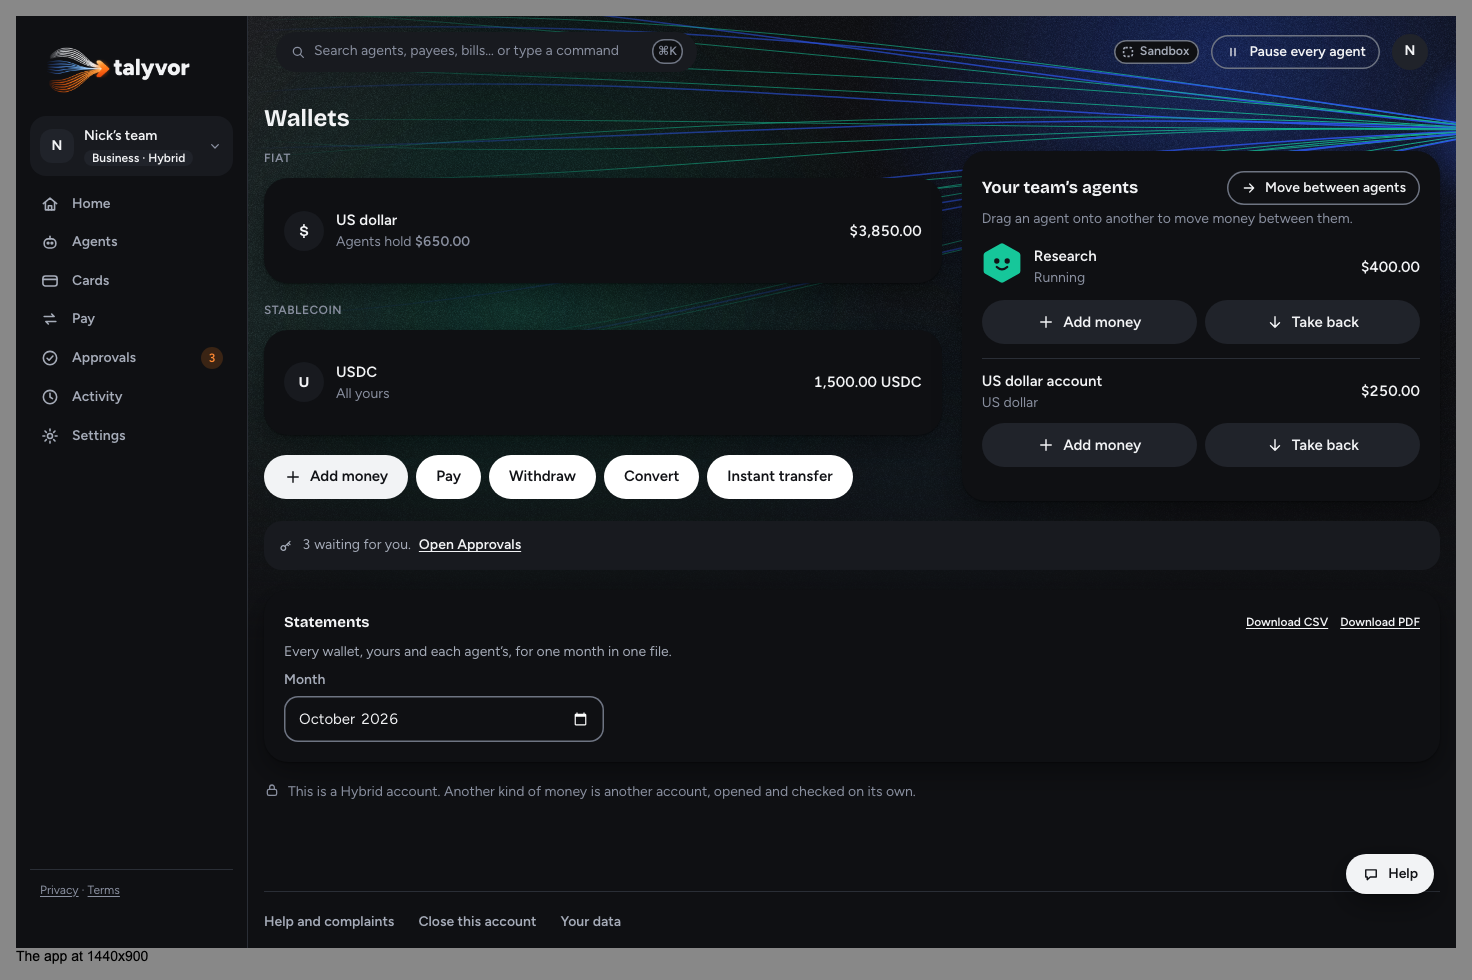 talyvor
N
Nick's team
Business · Hybrid
Home
Agents
Cards
Pay
Approvals
3
Activity
Settings
Privacy · Terms
Search agents, payees, bills... or type a command
⌘K
Sandbox
Pause every agent
N
Wallets
FIAT
$
US dollar
Agents hold $650.00
$3,850.00
STABLECOIN
U
USDC
All yours
1,500.00 USDC
Add money
Pay
Withdraw
Convert
Instant transfer
Your team's agents
Move between agents
Drag an agent onto another to move money between them.
Research
Running
$400.00
Add money
Take back
US dollar account
US dollar
$250.00
Add money
Take back
3 waiting for you. Open Approvals
Statements
Download CSV
Download PDF
Every wallet, yours and each agent's, for one month in one file.
Month
October 2026
This is a Hybrid account. Another kind of money is another account, opened and checked on its own.
Help
Help and complaints
Close this account
Your data
The app at 1440x900